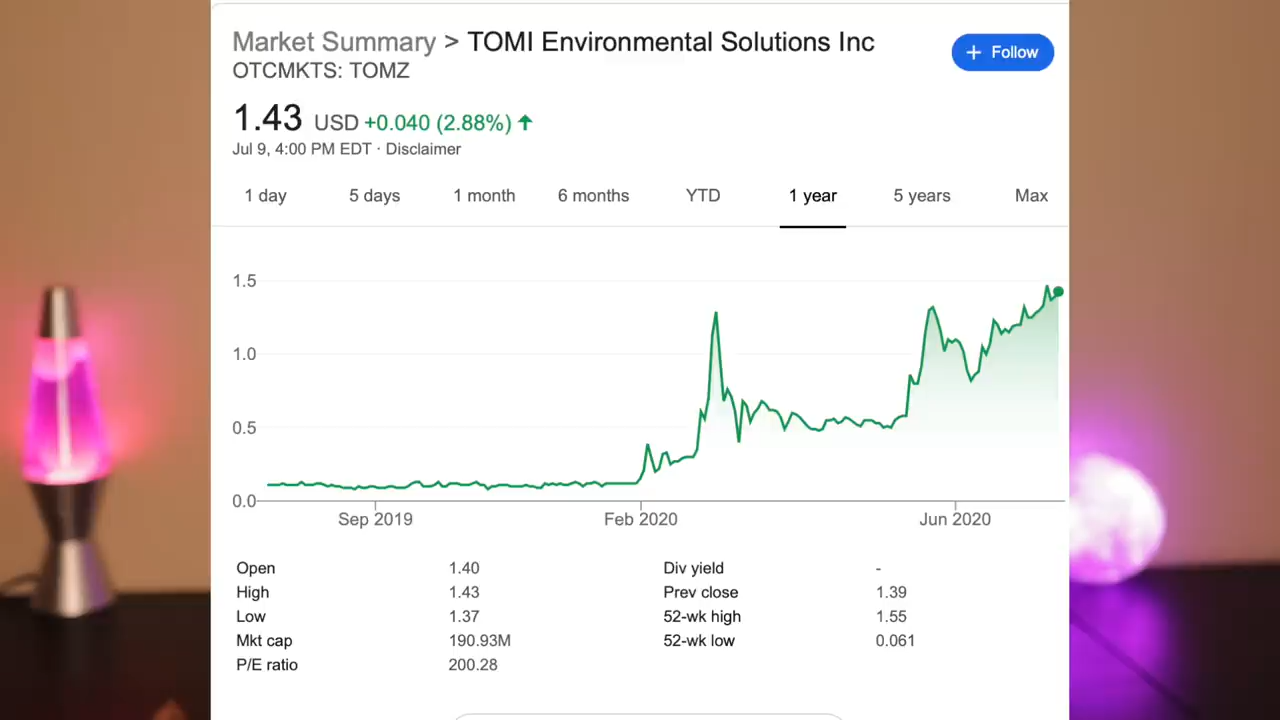 Market Summary > TOMI Environmental Solutions Inc
OTCMKTS: TOMZ
+ Follow
1.43 USD +0.040 (2.88%) ↑
Jul 9, 4:00 PM EDT · Disclaimer
1 day 5 days 1 month 6 months YTD 1 year 5 years Max
1.5
1.0
0.5
0.0
Sep 2019 Feb 2020 Jun 2020
Open 1.40 Div yield -
High 1.43 Prev close 1.39
Low 1.37 52-wk high 1.55
Mkt cap 190.93M 52-wk low 0.061
P/E ratio 200.28